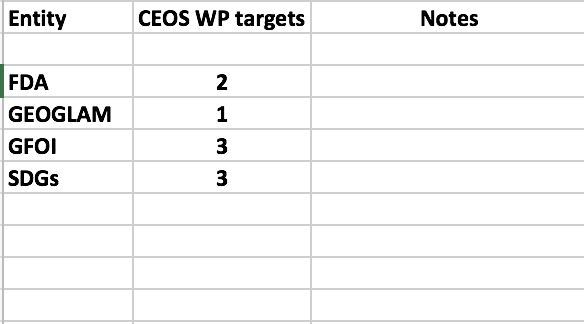 Entity CEOS WP targets Notes
FDA 2
GEOGLAM 1
GFOI 3
SDGs 3